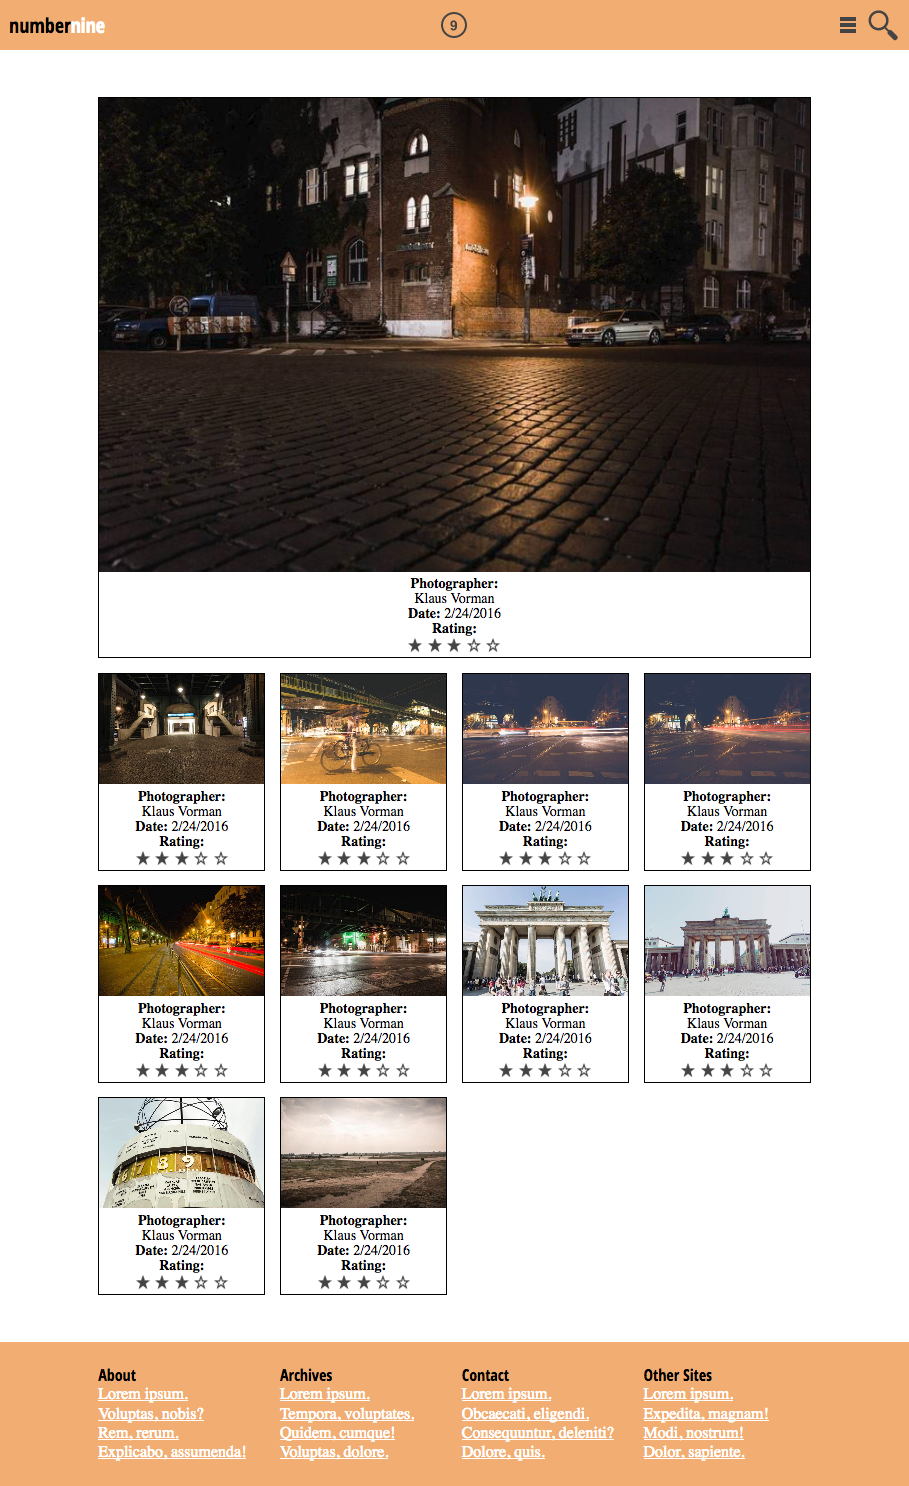 numbernine
9
Photographer:
Klaus Vorman
Date: 2/24/2016
Rating:
Photographer:
Klaus Vorman
Date: 2/24/2016
Rating:
Photographer:
Klaus Vorman
Date: 2/24/2016
Rating:
Photographer:
Klaus Vorman
Date: 2/24/2016
Rating:
Photographer:
Klaus Vorman
Date: 2/24/2016
Rating:
Photographer:
Klaus Vorman
Date: 2/24/2016
Rating:
Photographer:
Klaus Vorman
Date: 2/24/2016
Rating:
Photographer:
Klaus Vorman
Date: 2/24/2016
Rating:
Photographer:
Klaus Vorman
Date: 2/24/2016
Rating:
7 8 9
Photographer:
Klaus Vorman
Date: 2/24/2016
Rating:
Photographer:
Klaus Vorman
Date: 2/24/2016
Rating:
About
Lorem ipsum.
Voluptas, nobis?
Rem, rerum.
Explicabo, assumenda!
Archives
Lorem ipsum.
Tempora, voluptates.
Quidem, cumque!
Voluptas, dolore.
Contact
Lorem ipsum.
Obcaecati, eligendi.
Consequuntur, deleniti?
Dolore, quis.
Other Sites
Lorem ipsum.
Expedita, magnam!
Modi, nostrum!
Dolor, sapiente.